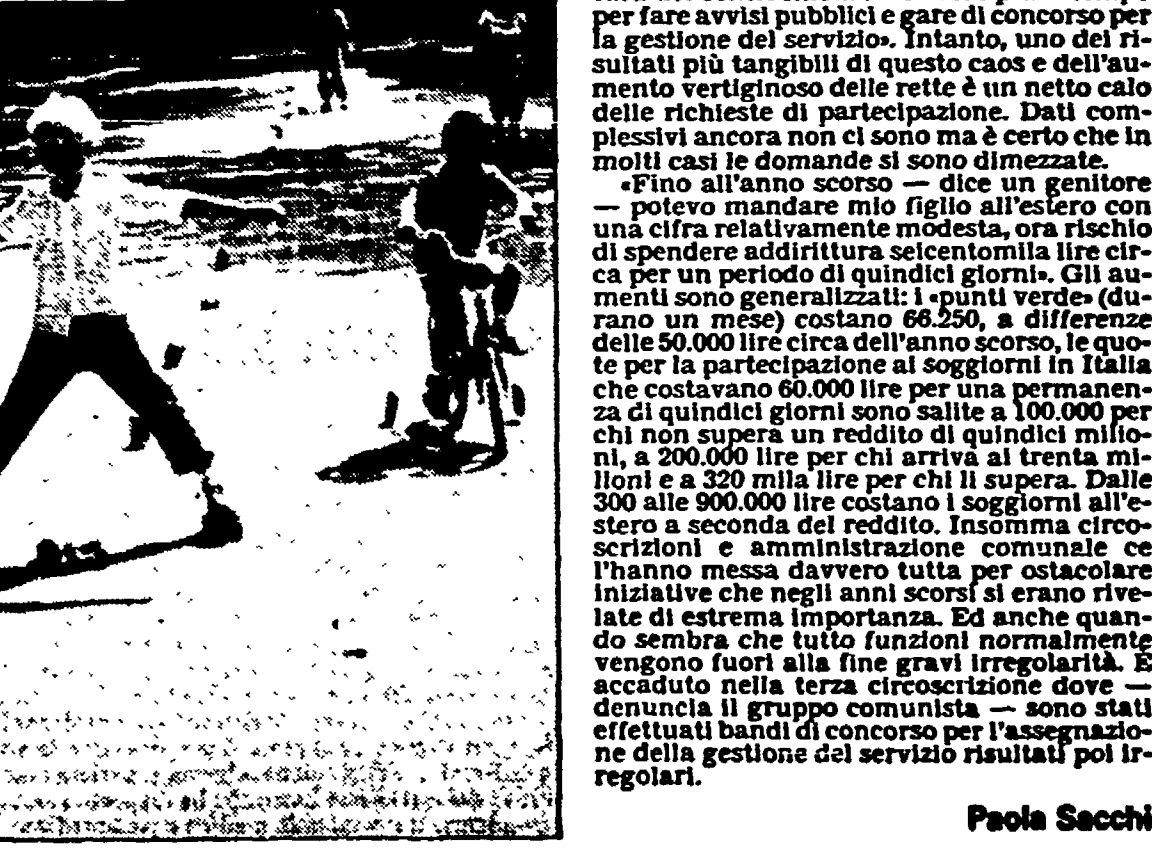 per fare avvisi pubblici e gare di concorso per
la gestione del servizio». Intanto, uno dei ri-
sultati più tangibili di questo caos e dell'au-
mento vertiginoso delle rette è un netto calo
delle richieste di partecipazione. Dati com-
plessivi ancora non ci sono ma è certo che in
molti casi le domande si sono dimezzate.
«Fino all'anno scorso — dice un genitore
— potevo mandare mio figlio all'estero con
una cifra relativamente modesta, ora rischio
di spendere addirittura seicentomila lire cir-
ca per un periodo di quindici giorni». Gli au-
menti sono generalizzati: i «punti verde» (du-
rano un mese) costano 66.250, a differenze
delle 50.000 lire circa dell'anno scorso, le quo-
te per la partecipazione ai soggiorni in Italia
che costavano 60.000 lire per una permanen-
za di quindici giorni sono salite a 100.000 per
chi non supera un reddito di quindici milio-
ni, a 200.000 lire per chi arriva ai trenta mi-
lioni e a 320 mila lire per chi li supera. Dalle
300 alle 900.000 lire costano i soggiorni all'e-
stero a seconda del reddito. Insomma circo-
scrizioni e amministrazione comunale ce
l'hanno messa davvero tutta per ostacolare
iniziative che negli anni scorsi si erano rive-
late di estrema importanza. Ed anche quan-
do sembra che tutto funzioni normalmente
vengono fuori alla fine gravi irregolarità. È
accaduto nella terza circoscrizione dove —
denuncia il gruppo comunista — sono stati
effettuati bandi di concorso per l'assegnazio-
ne della gestione del servizio risultati poi ir-
regolari.
Paola Sacchi